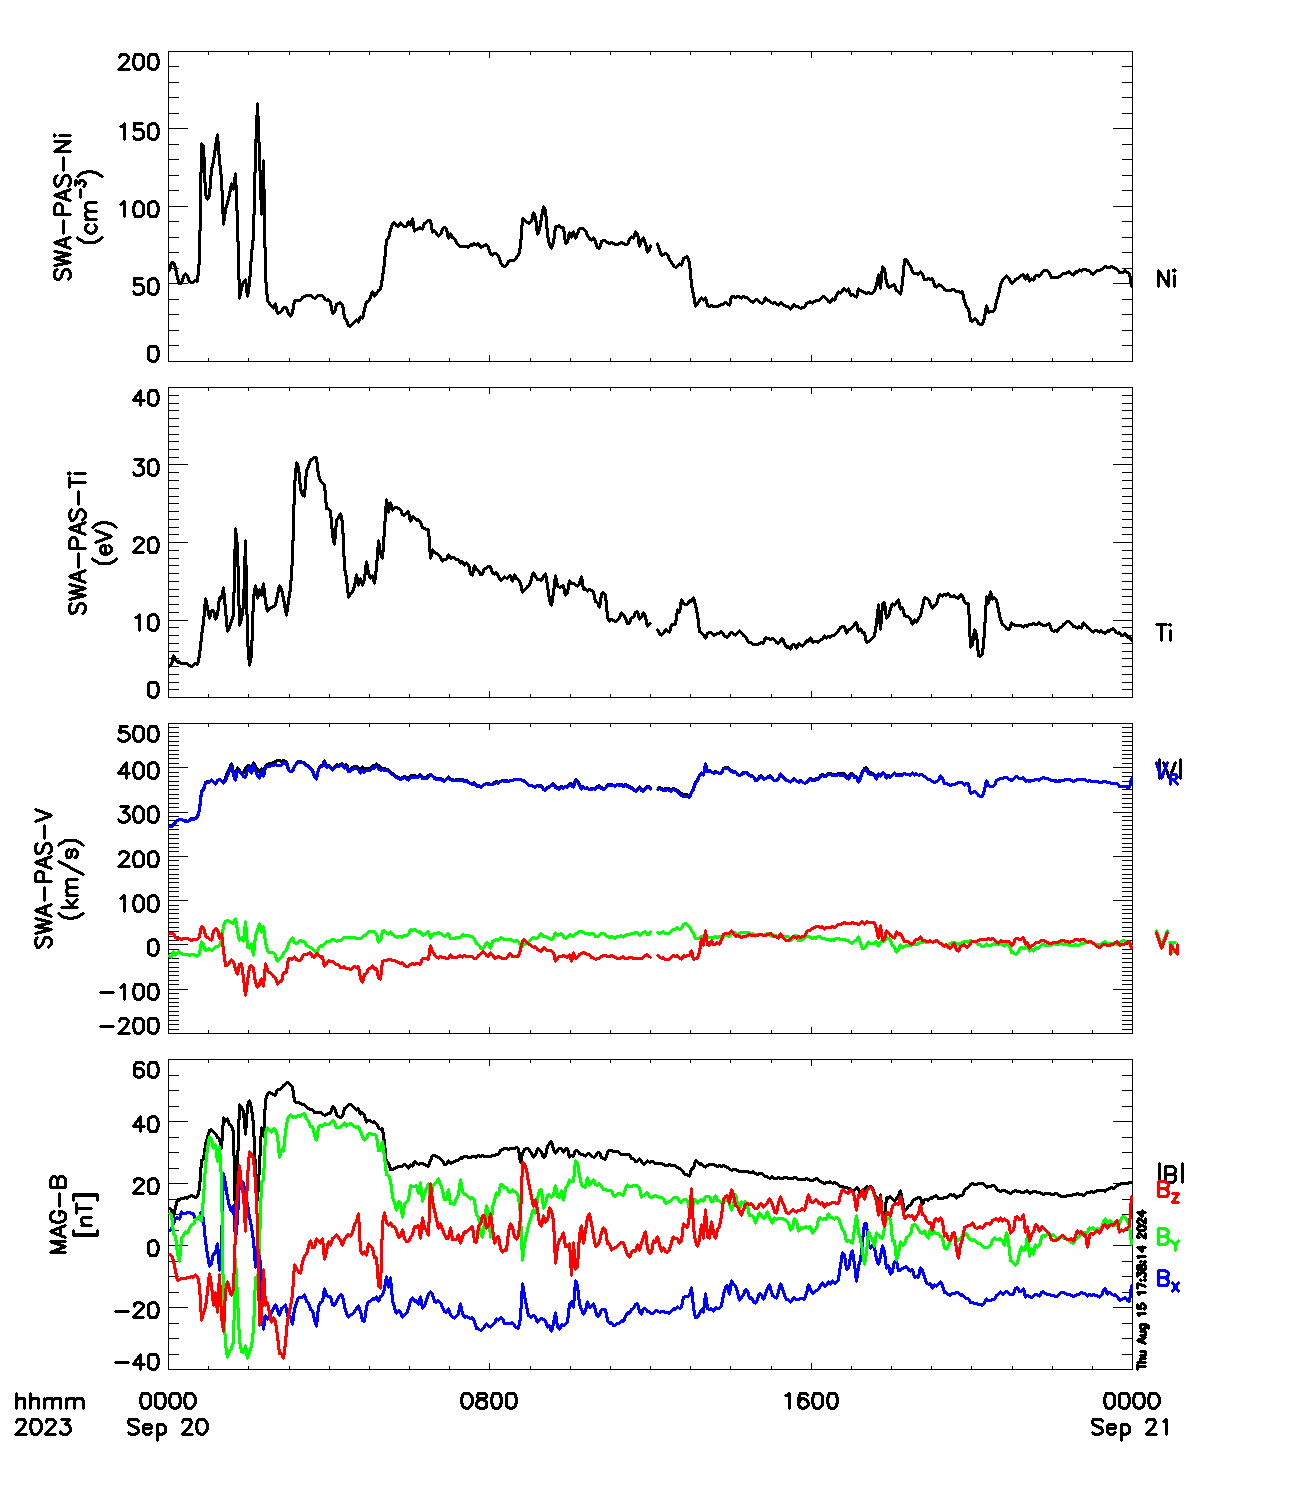 SWA-PAS-Ni
(cm⁻³)
200
150
100
50
0
Ni
SWA-PAS-Ti
(eV)
40
30
20
10
0
Ti
SWA-PAS-V
(km/s)
500
400
300
200
100
0
-100
-200
|V|
V_R
V_N
MAG-B
[nT]
60
40
20
0
-20
-40
|B|
B_Z
B_Y
B_X
Thu Aug 15 17:38:14 2024
hhmm 0000 0800 1600 0000
2023 Sep 20 Sep 21